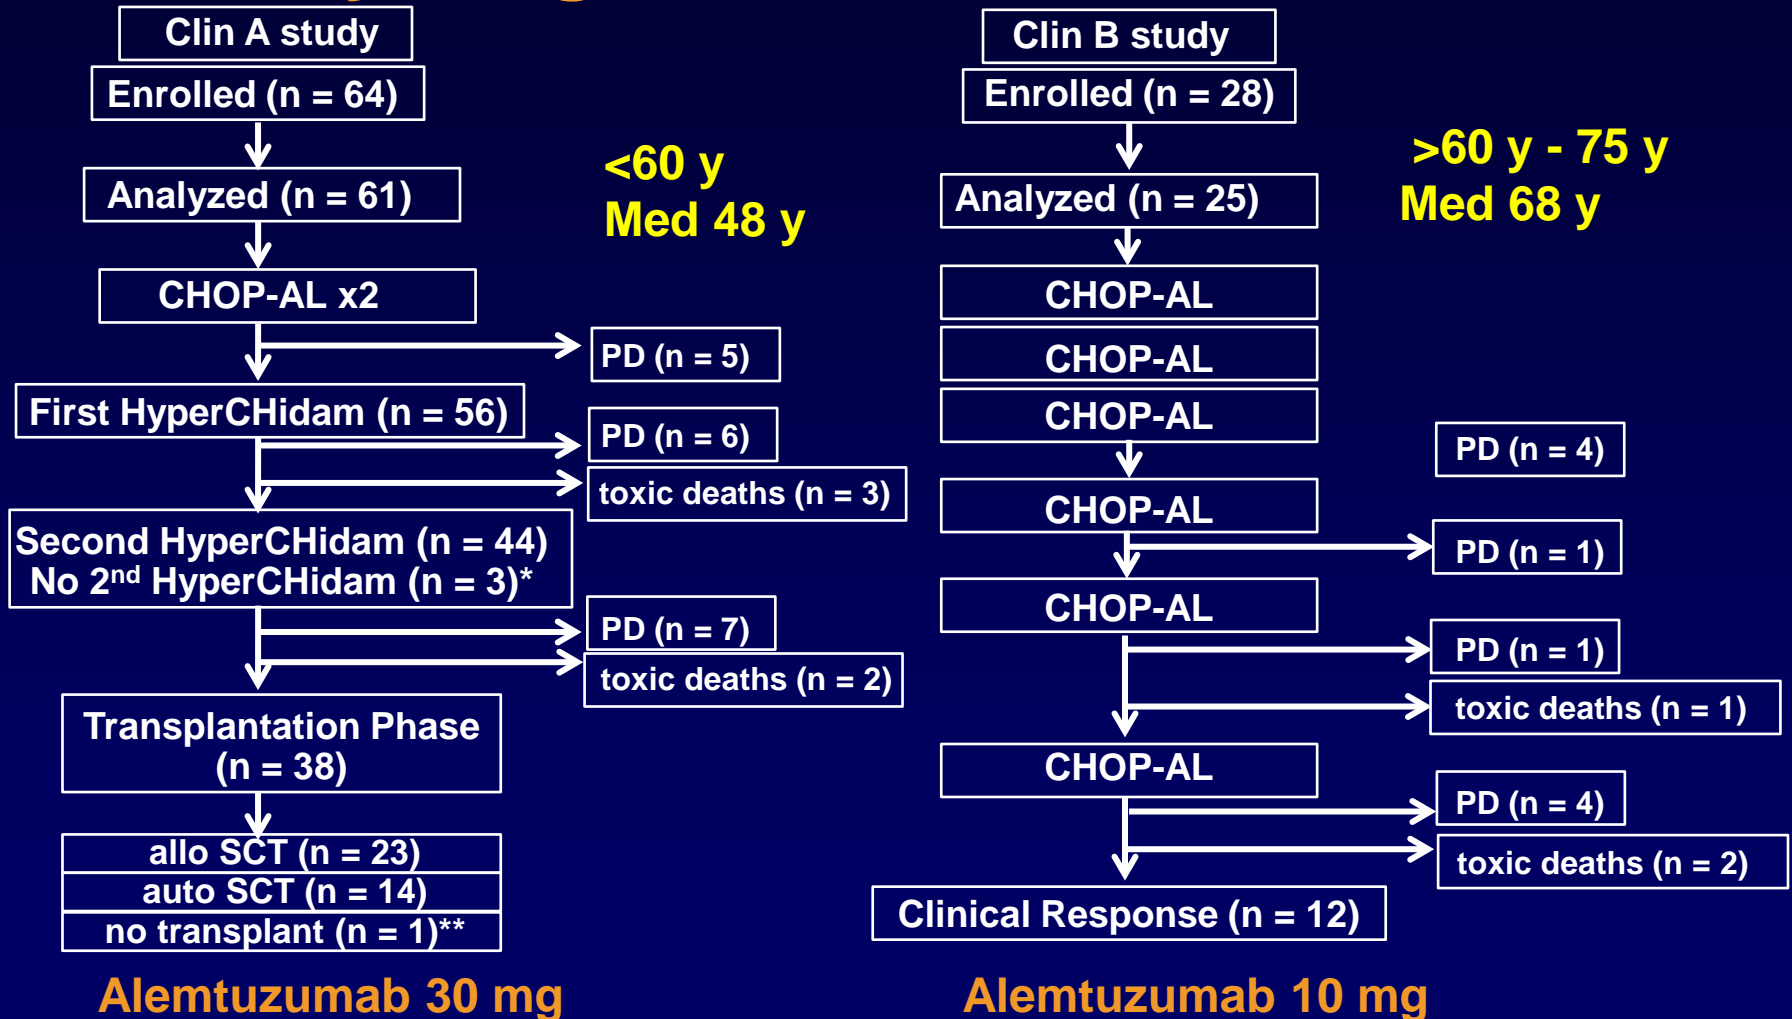 Clin A study
Enrolled (n = 64)
Analyzed (n = 61)
<60 y
Med 48 y
CHOP-AL x2
PD (n = 5)
First HyperCHidam (n = 56)
PD (n = 6)
toxic deaths (n = 3)
Second HyperCHidam (n = 44)
No 2nd HyperCHidam (n = 3)*
PD (n = 7)
toxic deaths (n = 2)
Transplantation Phase
(n = 38)
allo SCT (n = 23)
auto SCT (n = 14)
no transplant (n = 1)**
Alemtuzumab 30 mg
Clin B study
Enrolled (n = 28)
Analyzed (n = 25)
>60 y - 75 y
Med 68 y
CHOP-AL
CHOP-AL
CHOP-AL
PD (n = 4)
CHOP-AL
PD (n = 1)
CHOP-AL
PD (n = 1)
toxic deaths (n = 1)
CHOP-AL
PD (n = 4)
toxic deaths (n = 2)
Clinical Response (n = 12)
Alemtuzumab 10 mg